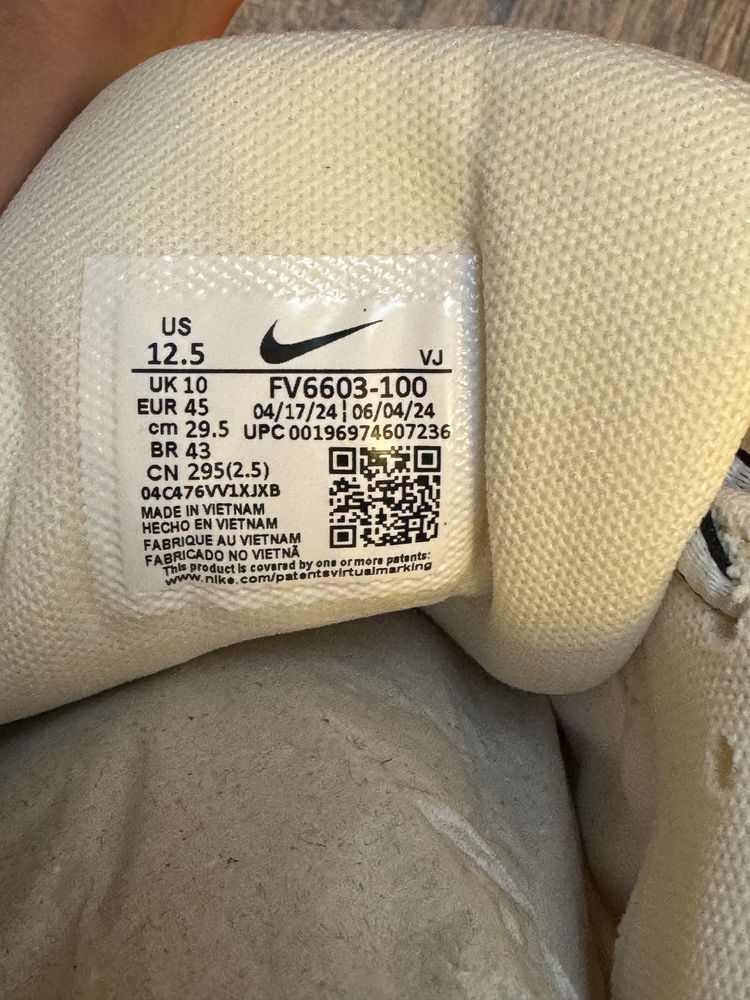 US
12.5
VJ
UK 10
FV6603-100
EUR 45
04/17/24 | 06/04/24
cm 29.5
UPC 00196974607236
BR 43
CN 295(2.5)
04C476VV1XJXB
MADE IN VIETNAM
HECHO EN VIETNAM
FABRIQUE AU VIETNAM
FABRICADO NO VIETNÃ
This product is covered by one or more patents:
www.nike.com/patentsvirtualmarking